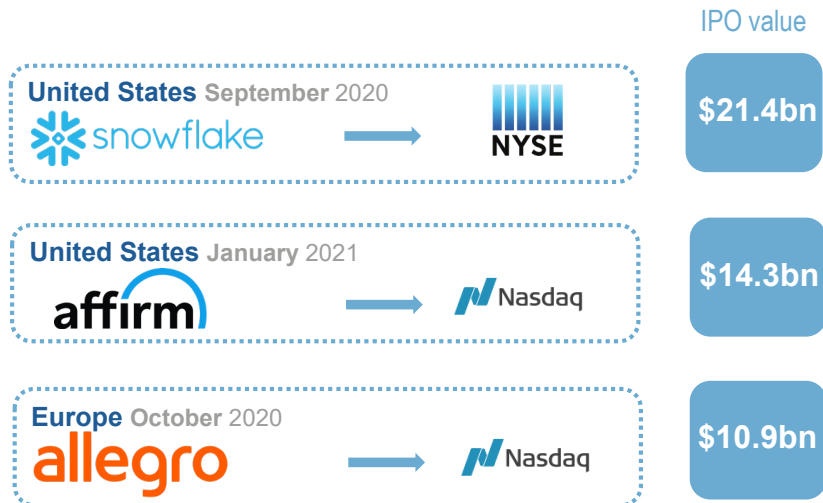 IPO value
United States September 2020
snowflake
NYSE
$21.4bn
United States January 2021
affirm
Nasdaq
$14.3bn
Europe October 2020
allegro
Nasdaq
$10.9bn